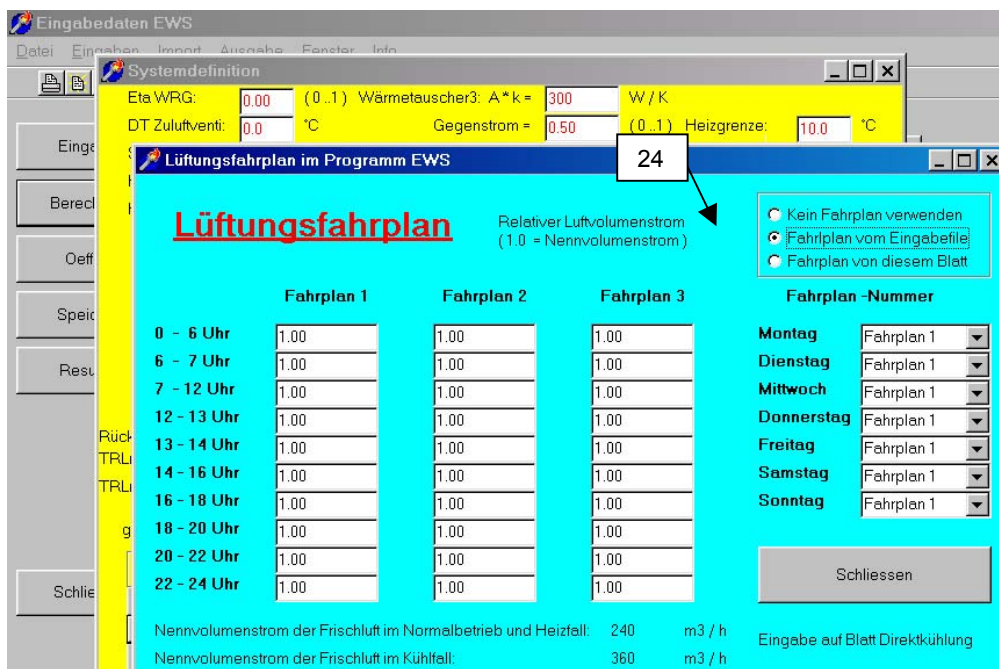 Eingabedaten EWS
Datei Eingaben Import Ausgabe Fenster Info
Systemdefinition
Eta WRG: 0.00 (0..1) Wärmetauscher3: A*k = 300 W / K
DT Zuluftventi: 0.0 °C Gegenstrom = 0.50 (0..1) Heizgrenze: 10.0 °C
Lüftungsfahrplan im Programm EWS
24
Lüftungsfahrplan
Relativer Luftvolumenstrom
( 1.0 = Nennvolumenstrom )
Kein Fahrplan verwenden
Fahrlplan vom Eingabefile
Fahrplan von diesem Blatt
Fahrplan 1 Fahrplan 2 Fahrplan 3 Fahrplan -Nummer
0 - 6 Uhr 1.00 1.00 1.00 Montag Fahrplan 1
6 - 7 Uhr 1.00 1.00 1.00 Dienstag Fahrplan 1
7 - 12 Uhr 1.00 1.00 1.00 Mittwoch Fahrplan 1
12 - 13 Uhr 1.00 1.00 1.00 Donnerstag Fahrplan 1
13 - 14 Uhr 1.00 1.00 1.00 Freitag Fahrplan 1
14 - 16 Uhr 1.00 1.00 1.00 Samstag Fahrplan 1
16 - 18 Uhr 1.00 1.00 1.00 Sonntag Fahrplan 1
18 - 20 Uhr 1.00 1.00 1.00
20 - 22 Uhr 1.00 1.00 1.00
22 - 24 Uhr 1.00 1.00 1.00
Schliessen
Nennvolumenstrom der Frischluft im Normalbetrieb und Heizfall: 240 m3 / h
Nennvolumenstrom der Frischluft im Kühlfall: 360 m3 / h
Eingabe auf Blatt Direktkühlung
Einge
Berecl
Oeff
Speic
Resu
Schlie
Rück
TRL
TRL
g